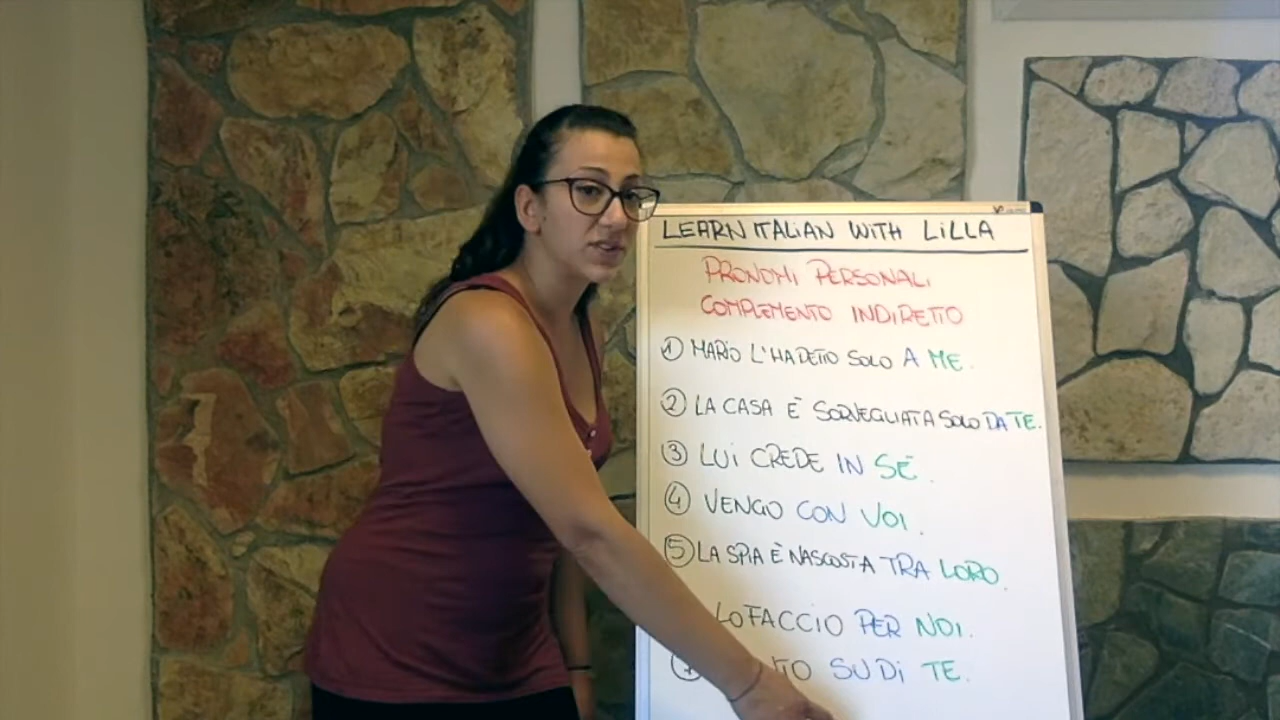 LEARN ITALIAN WITH LILLA
PRONOMI PERSONALI
COMPLEMENTO INDIRETTO
① MARIO L'HA DETTO SOLO A ME.
② LA CASA È SORVEGLIATA SOLO DA TE.
③ LUI CREDE IN SÉ.
④ VENGO CON VOI.
⑤ LA SPIA È NASCOSTA TRA LORO.
LO FACCIO PER NOI.
SU DI TE.